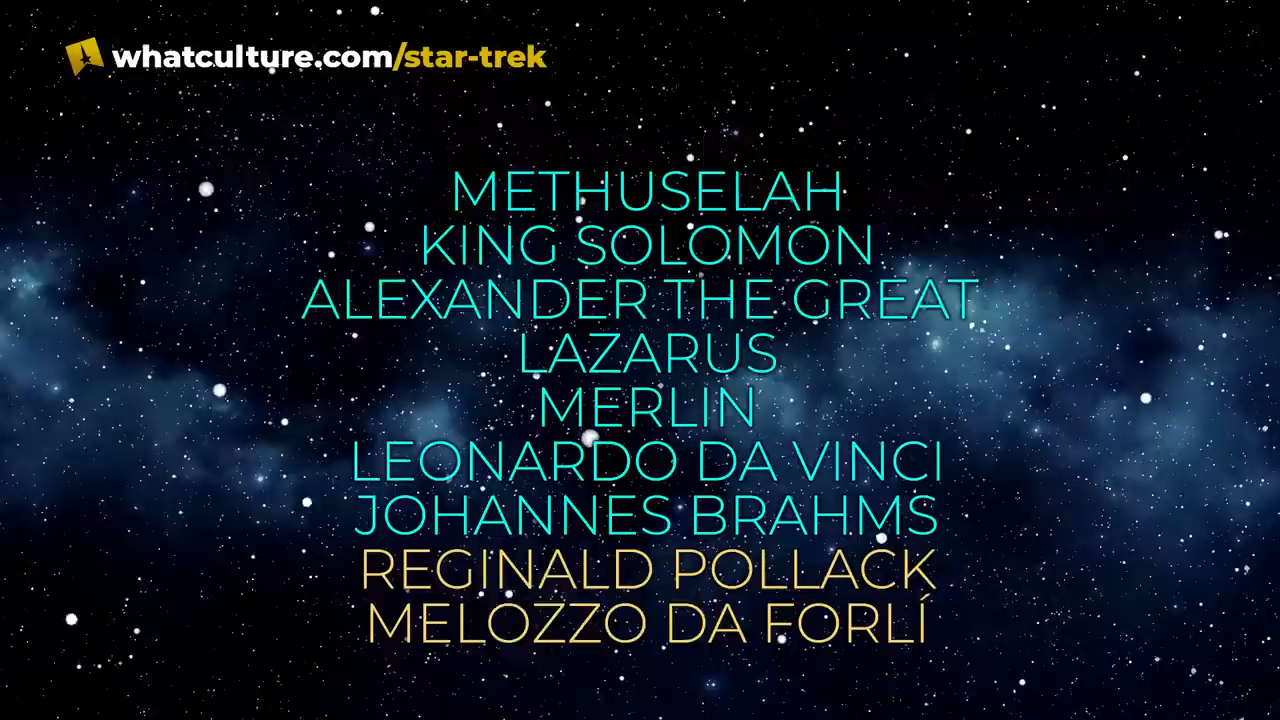 whatculture.com/star-trek
METHUSELAH
KING SOLOMON
ALEXANDER THE GREAT
LAZARUS
MERLIN
LEONARDO DA VINCI
JOHANNES BRAHMS
REGINALD POLLACK
MELOZZO DA FORLÍ